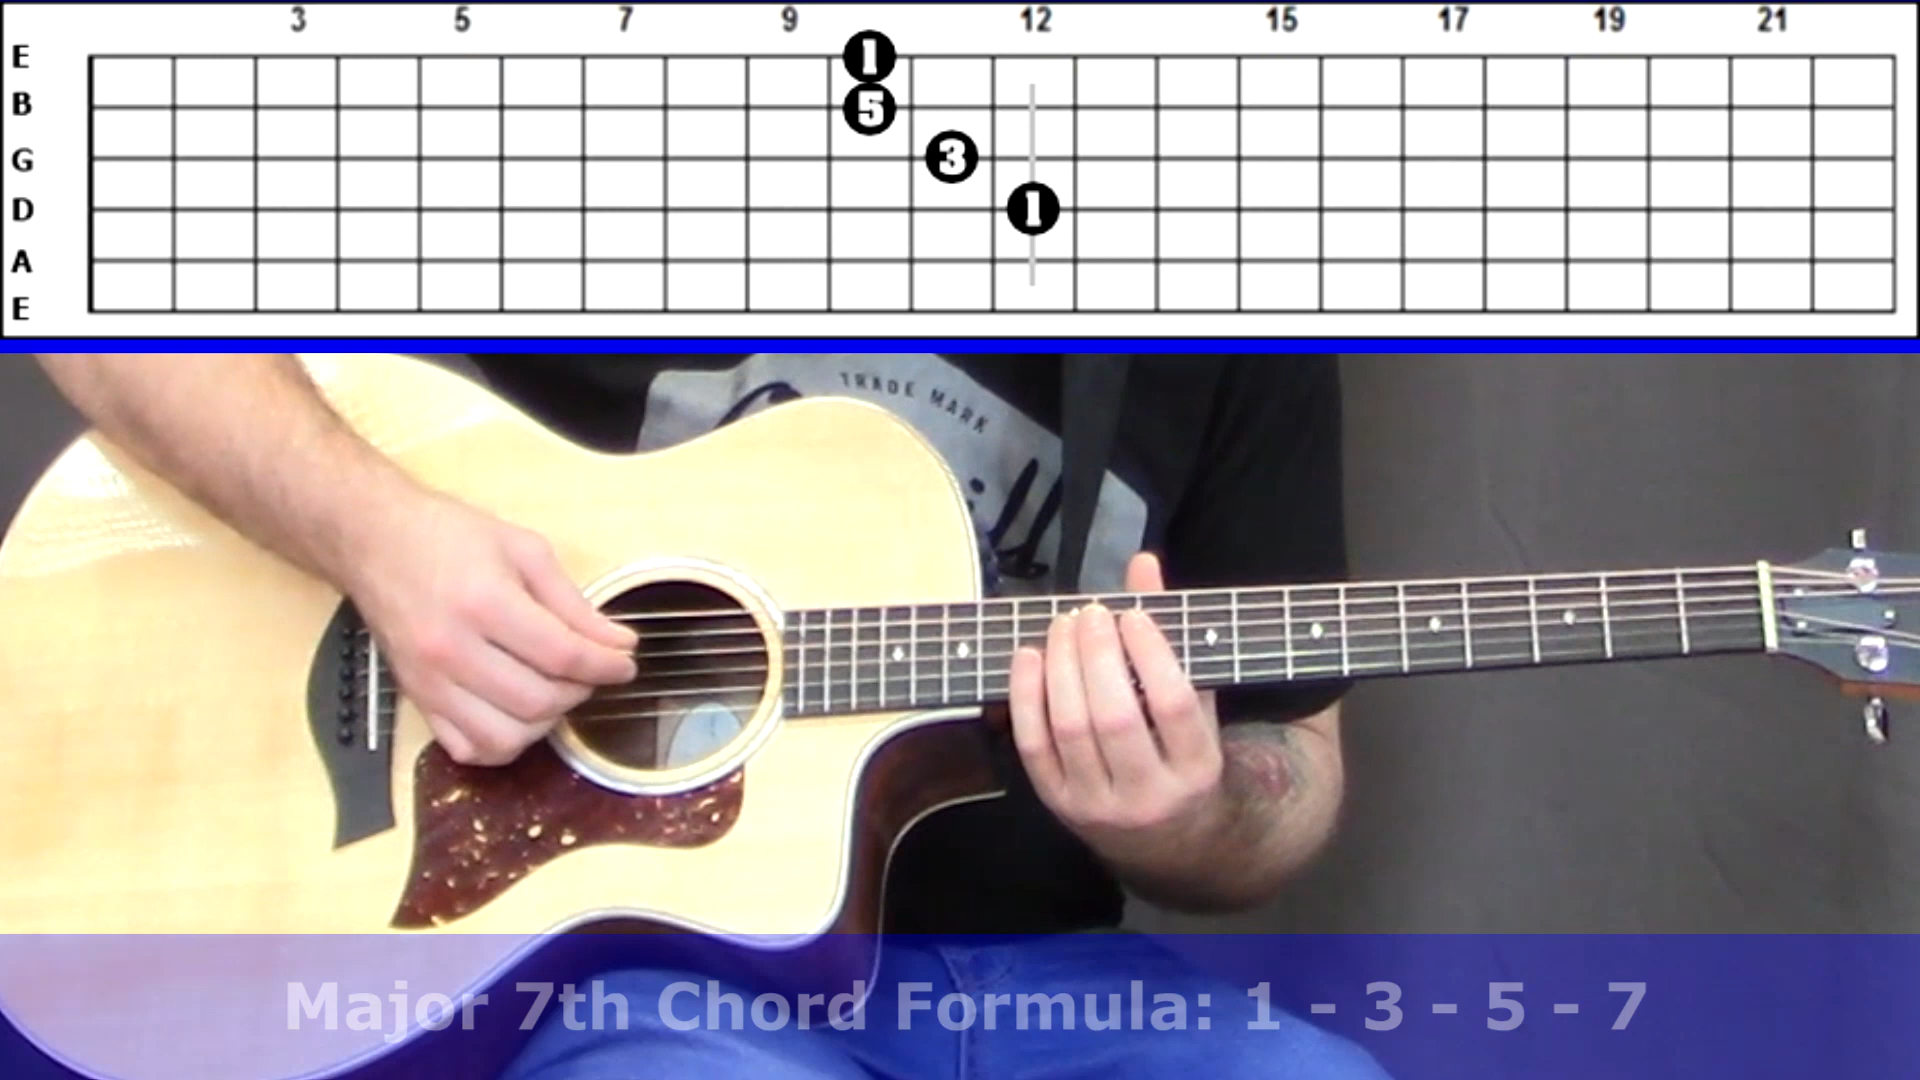 3 5 7 9 12 15 17 19 21
E 1
B 5
G 3
D 1
A
E
TRADE MARK
Major 7th Chord Formula: 1 - 3 - 5 - 7